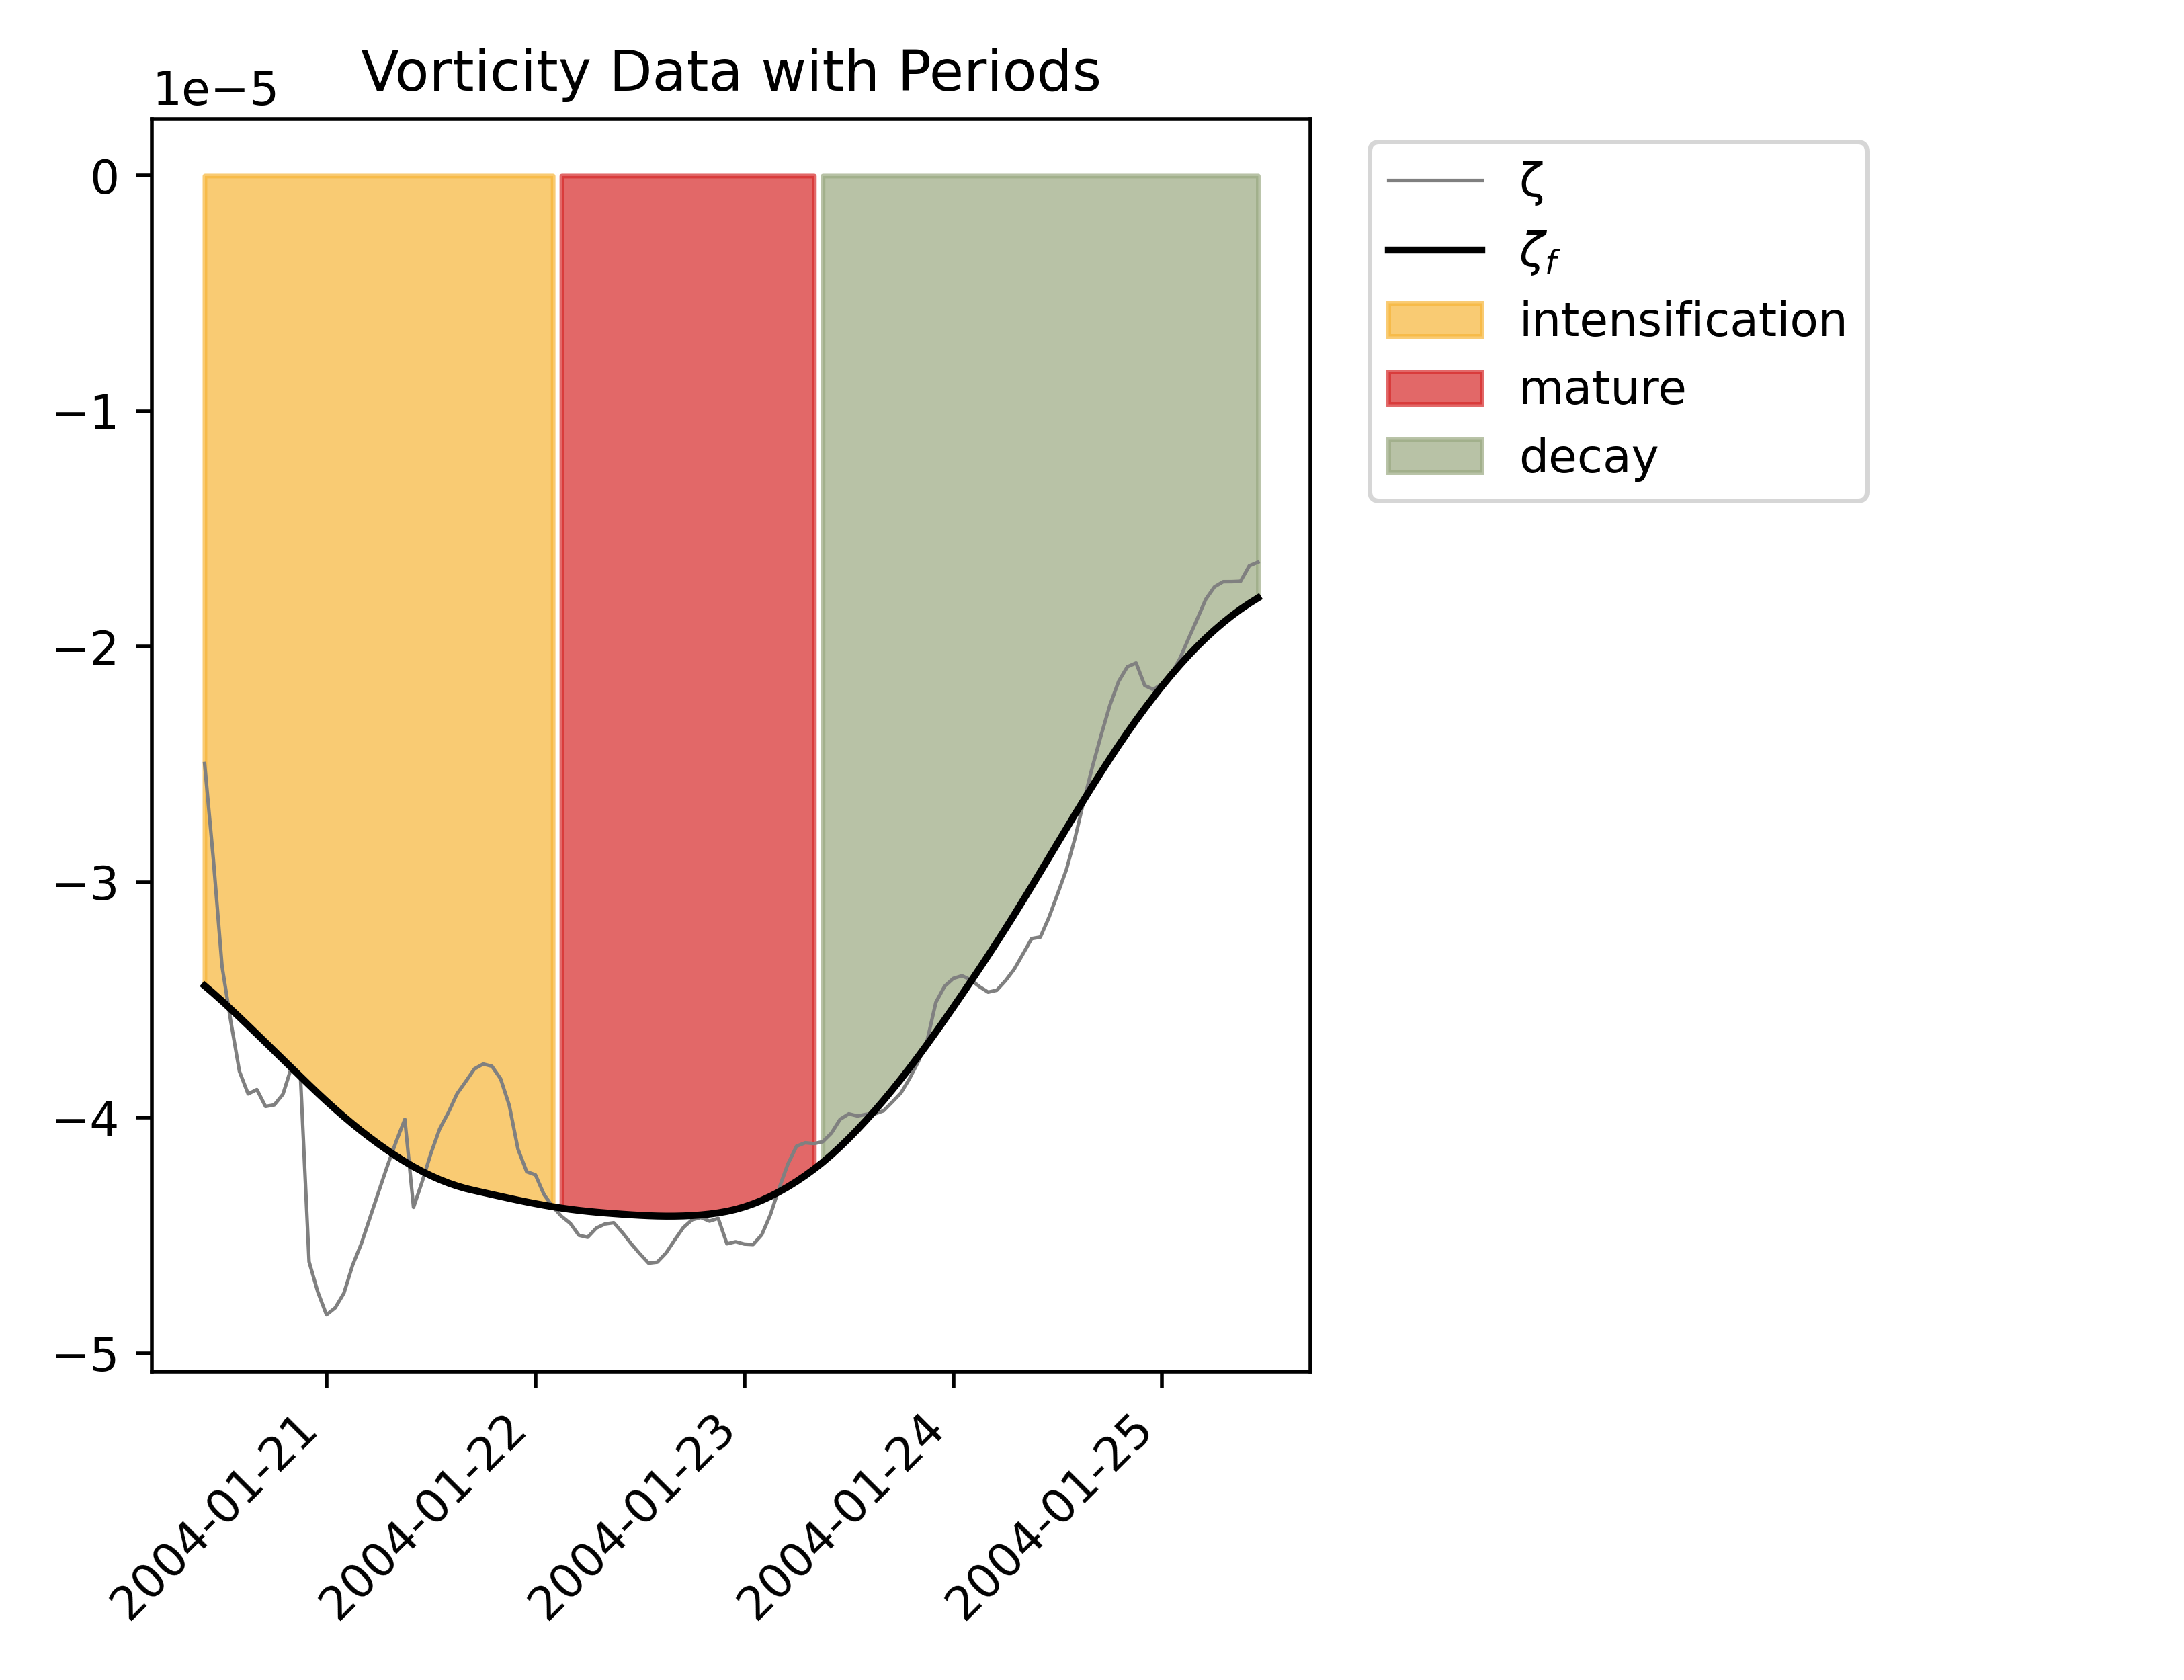 Vorticity Data with Periods
1e−5
0
−1
−2
−3
−4
−5
2004-01-21
2004-01-22
2004-01-23
2004-01-24
2004-01-25
ζ
ζf
intensification
mature
decay